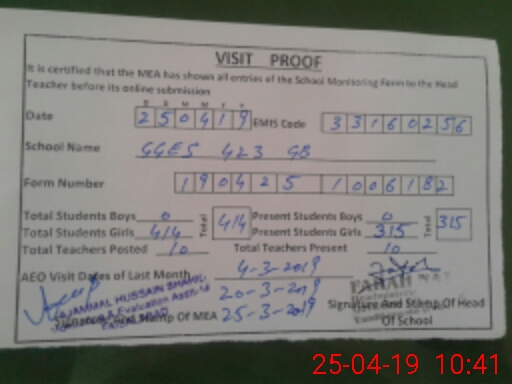 VISIT PROOF
It is certified that the MEA has shown all entries of the School Monitoring Form to the Head
Teacher before its online submission
D D M M Y Y
Date 2 5 0 4 1 9 EMIS Code 3 3 1 6 0 2 5 6
School Name GGES 423 GB
Form Number 1 9 0 4 2 5 1 0 0 6 1 8 2
Total Students Boys 0 Total 414 Present Students Boys 0 Total 315
Total Students Girls 414 Present Students Girls 315
Total Teachers Posted 10 Total Teachers Present 10
AEO Visit Dates of Last Month 4-3-2019
20-3-2019
25-3-2019
TAJAMMAL HUSSAIN
& Evaluation
Signature And Stamp Of MEA
FARAH NAZ
Signature And Stamp Of Head
Of School
25-04-19 10:41